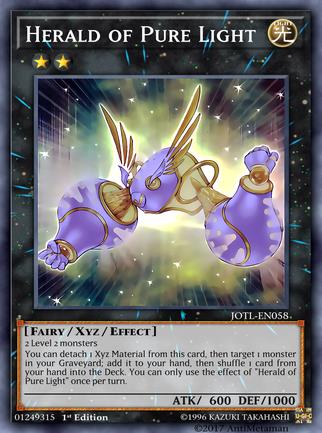 HERALD OF PURE LIGHT
LIGHT
光
JOTL-EN058
[FAIRY / XYZ / EFFECT]
2 Level 2 monsters
You can detach 1 Xyz Material from this card, then target 1 monster
in your Graveyard; add it to your hand, then shuffle 1 card from
your hand into the Deck. You can only use the effect of "Herald
of Pure Light" once per turn.
ATK/ 600 DEF/1000
01249315 1st Edition ©1996 KAZUKI TAKAHASHI
©2017 AntiMetaman